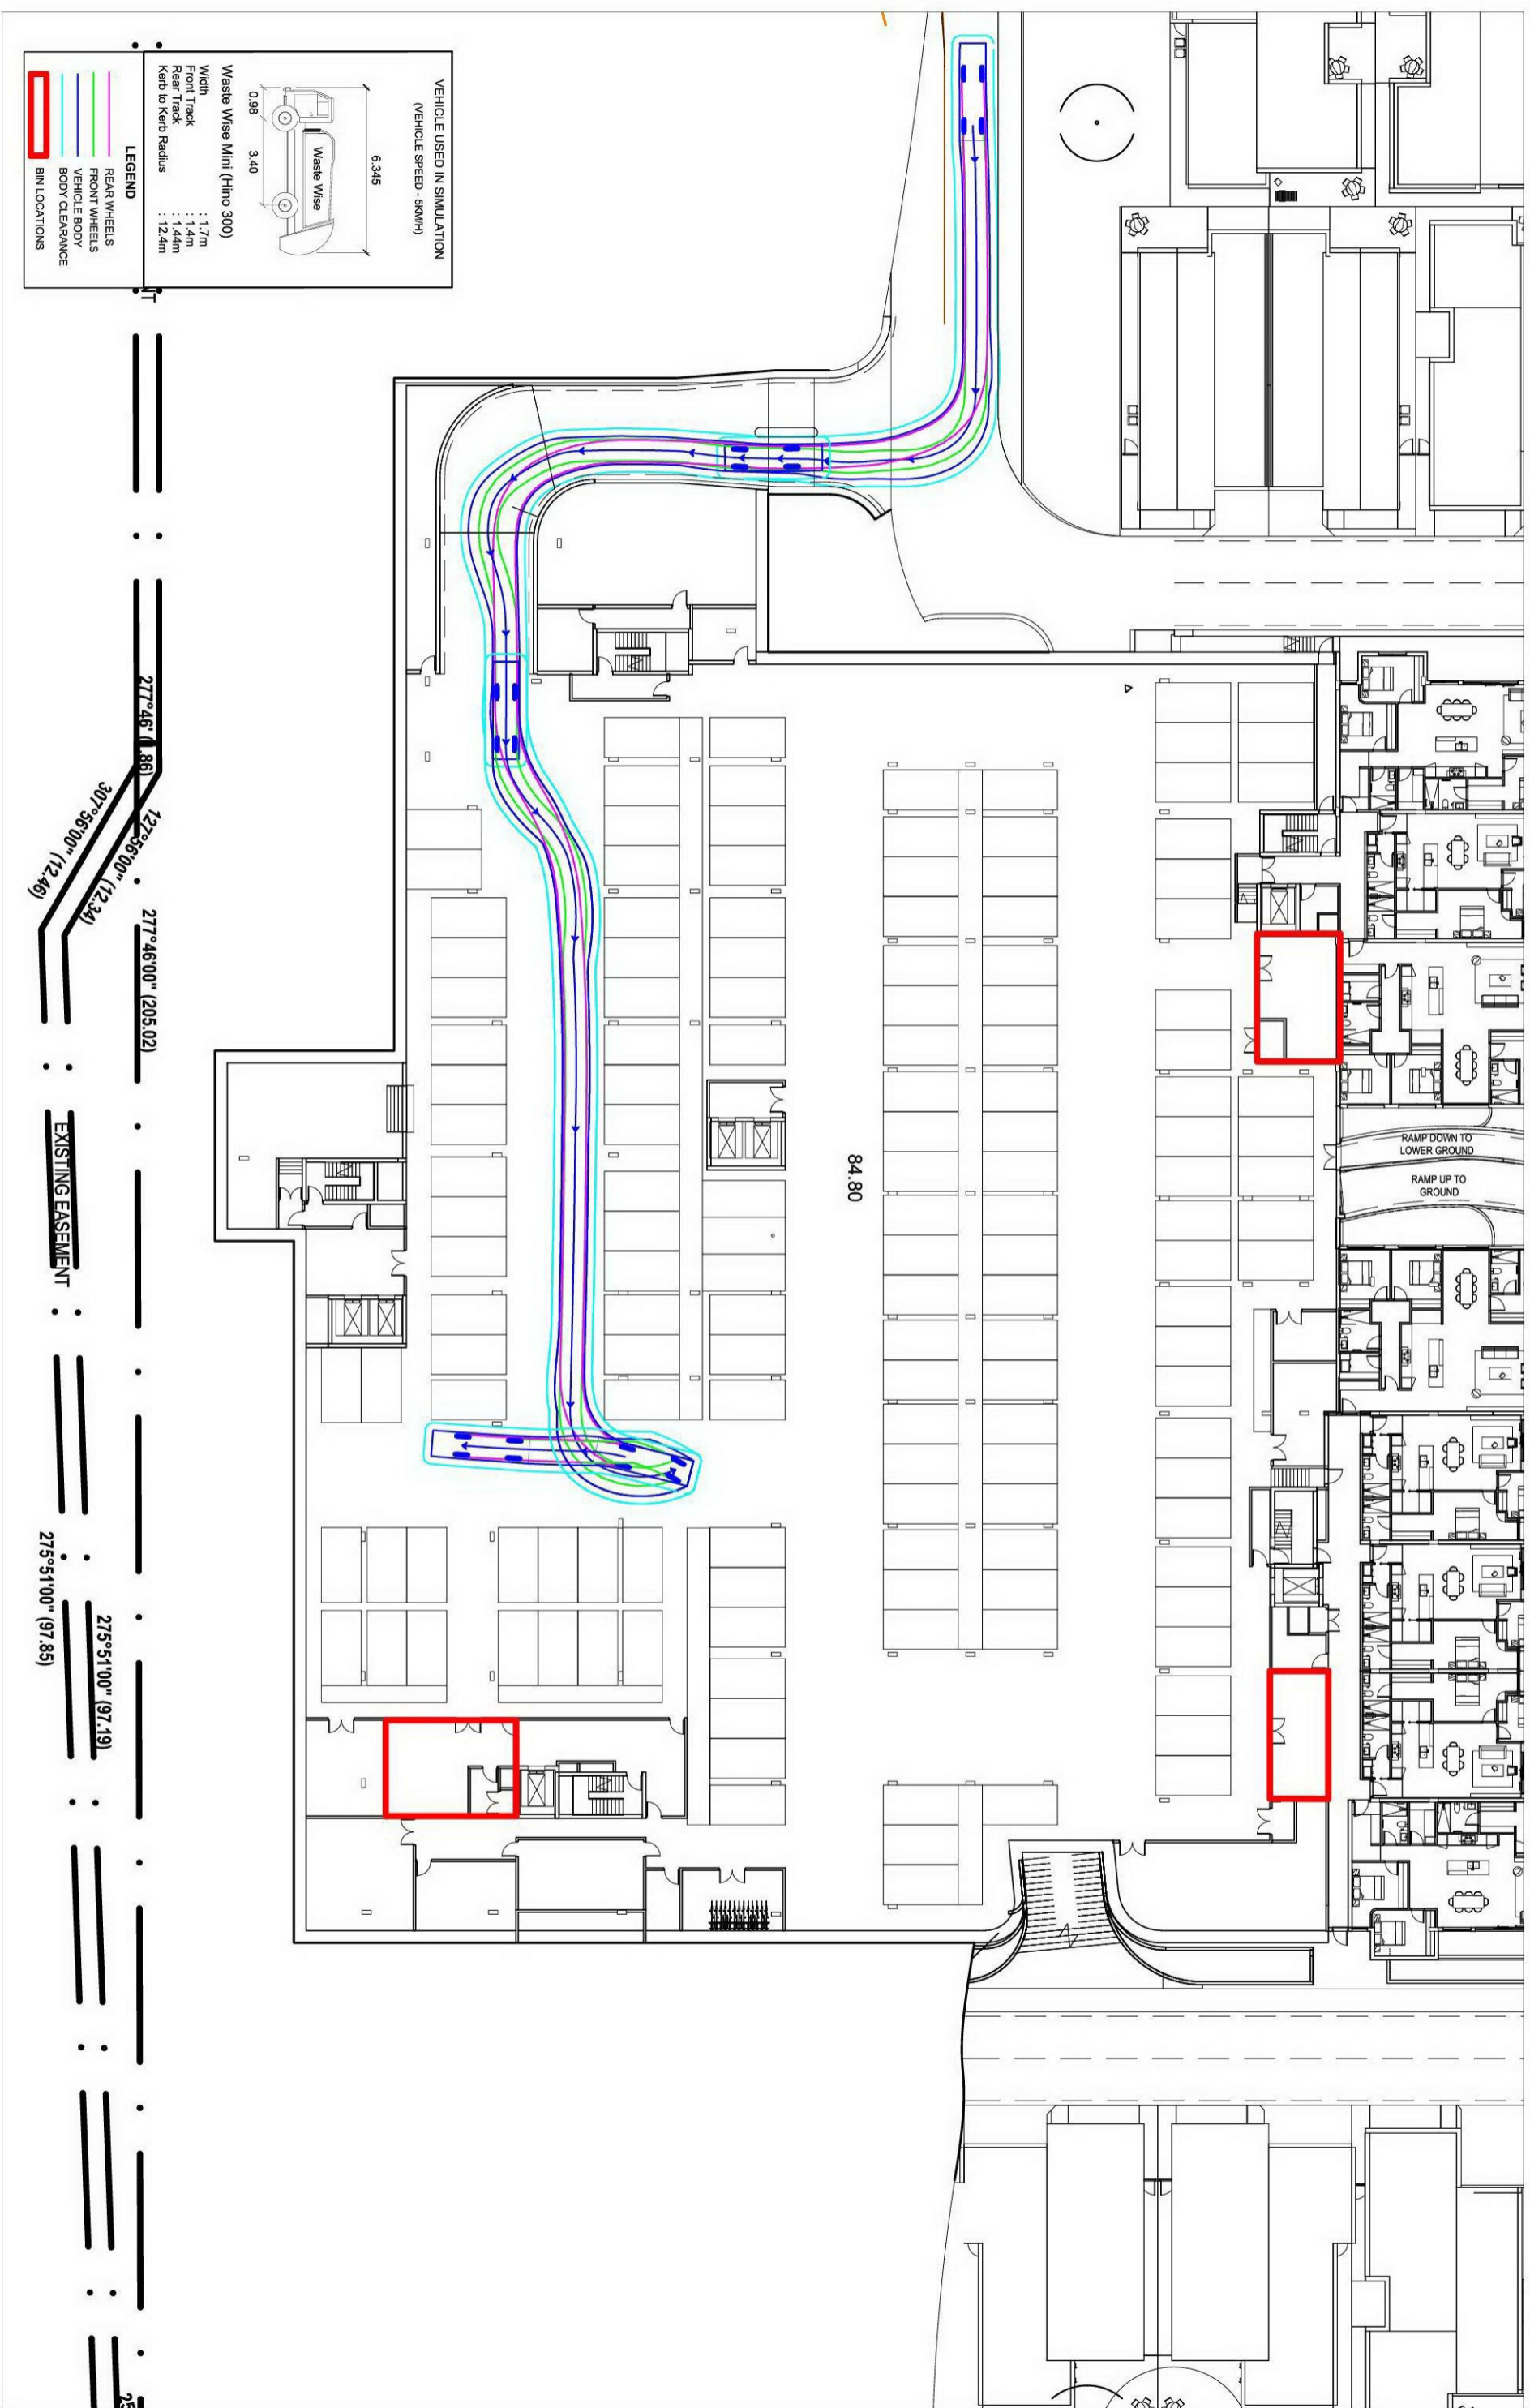 VEHICLE USED IN SIMULATION
(VEHICLE SPEED - 5KM/H)
6.345
Waste Wise
0.98
3.40
Waste Wise Mini (Hino 300)
Width : 1.7m
Front Track : 1.4m
Rear Track : 1.44m
Kerb to Kerb Radius : 12.4m
LEGEND
REAR WHEELS
FRONT WHEELS
VEHICLE BODY
BODY CLEARANCE
BIN LOCATIONS
NT
277°46' (1.86)
127°56'00" (12.34)
307°56'00" (12.46)
277°46'00" (205.02)
EXISTING EASEMENT
275°51'00" (97.19)
275°51'00" (97.85)
84.80
RAMP DOWN TO
LOWER GROUND
RAMP UP TO
GROUND